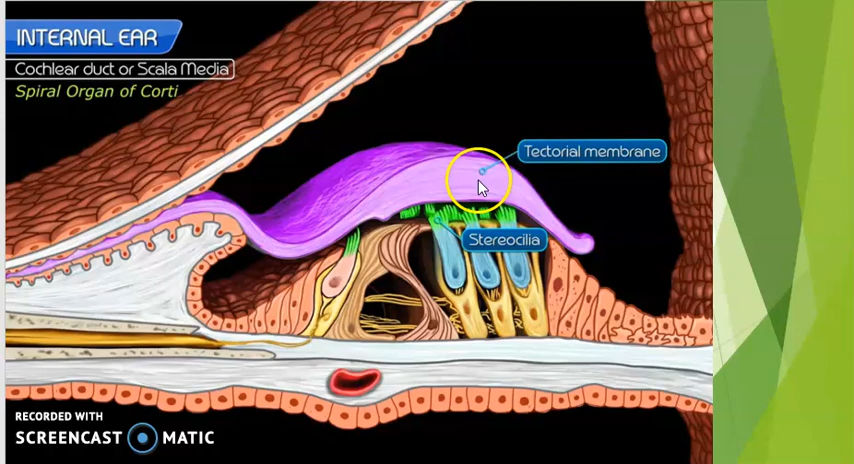 INTERNAL EAR
Cochlear duct or Scala Media
Spiral Organ of Corti
Tectorial membrane
Stereocilia
RECORDED WITH
SCREENCAST MATIC